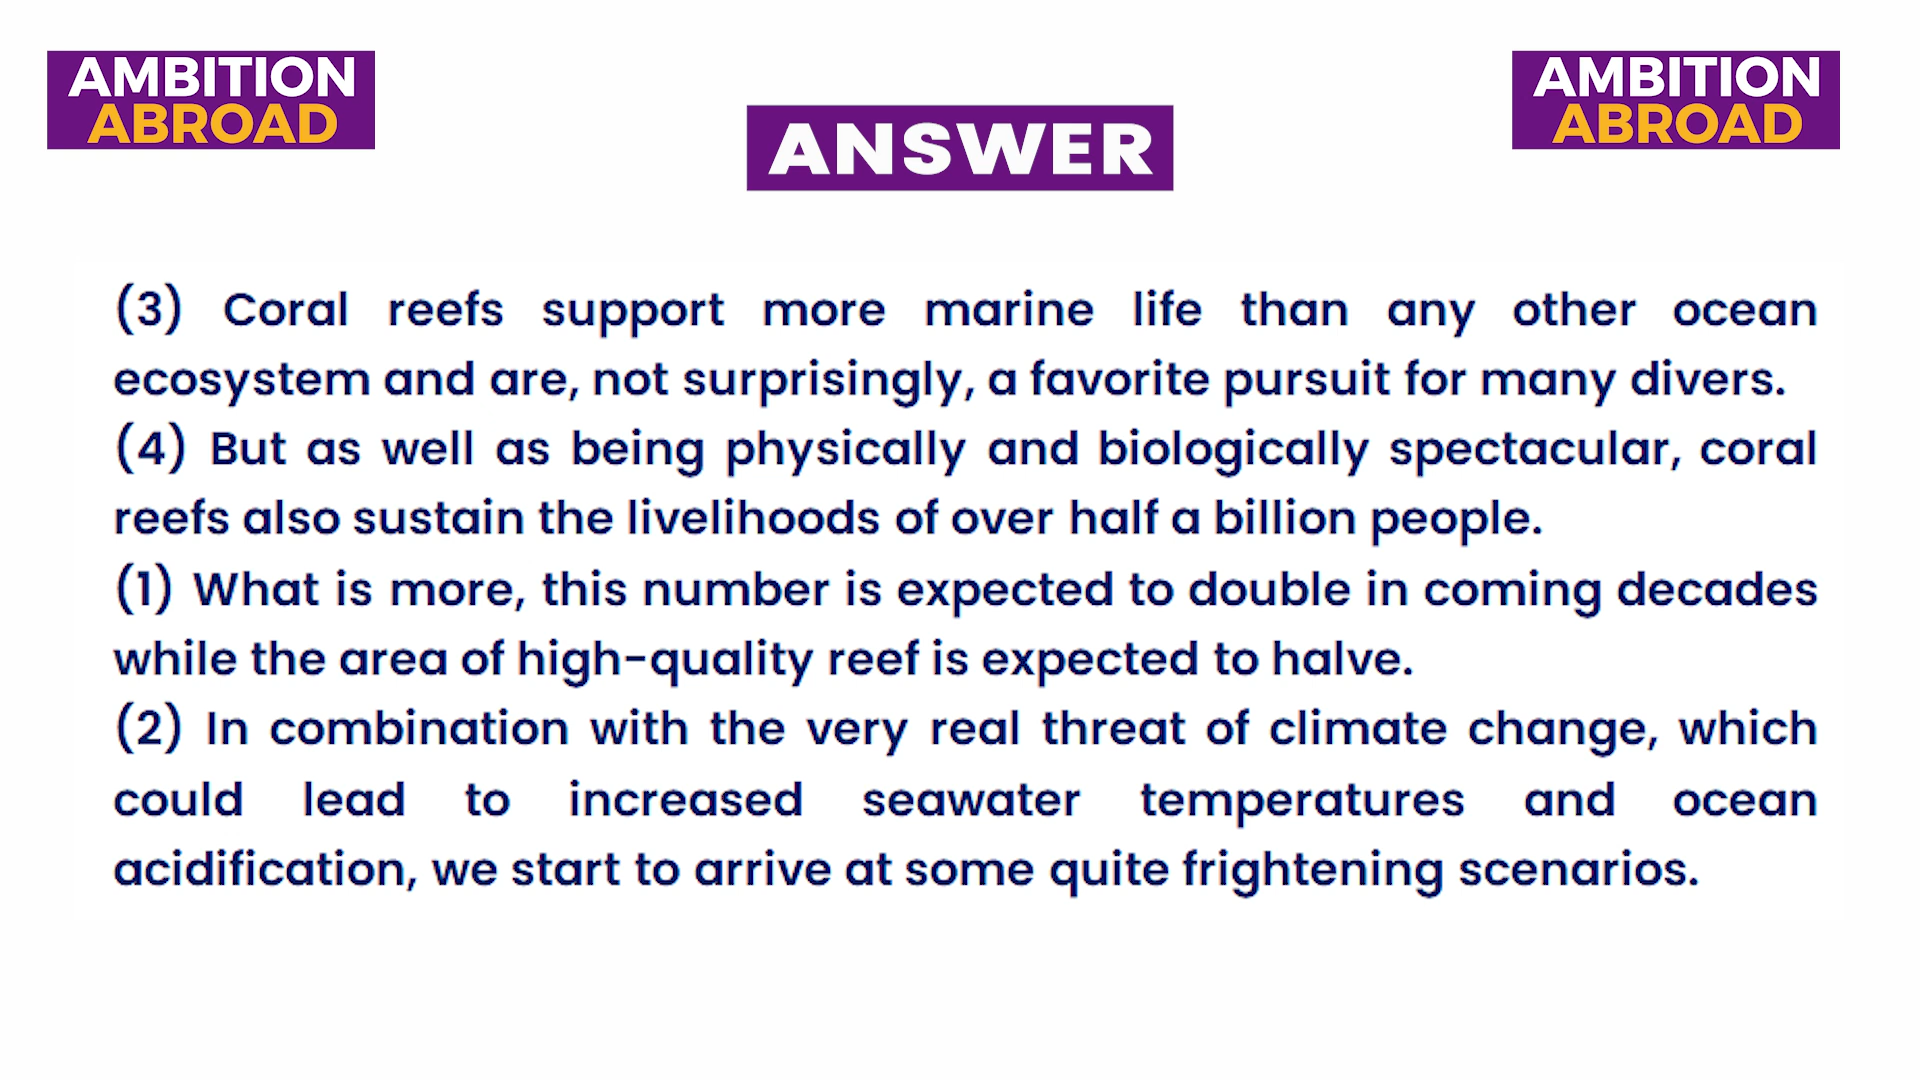 AMBITION
ABROAD
AMBITION
ABROAD
ANSWER
(3) Coral reefs support more marine life than any other ocean
ecosystem and are, not surprisingly, a favorite pursuit for many divers.
(4) But as well as being physically and biologically spectacular, coral
reefs also sustain the livelihoods of over half a billion people.
(1) What is more, this number is expected to double in coming decades
while the area of high-quality reef is expected to halve.
(2) In combination with the very real threat of climate change, which
could lead to increased seawater temperatures and ocean
acidification, we start to arrive at some quite frightening scenarios.